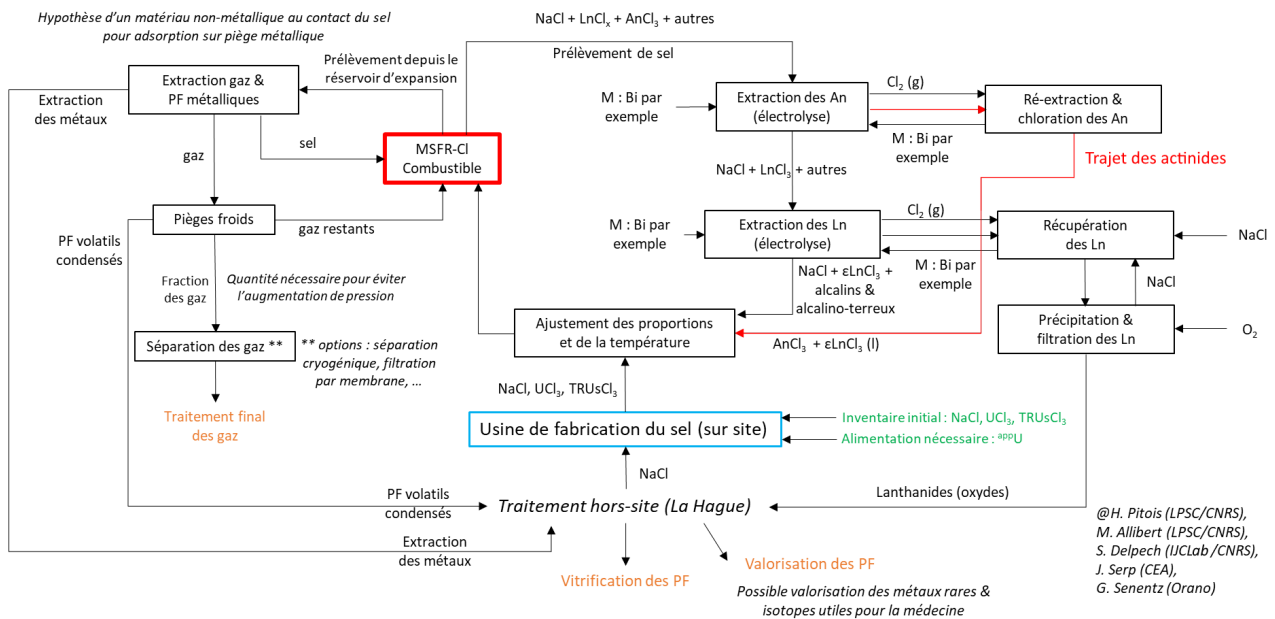 Hypothèse d'un matériau non-métallique au contact du sel
pour adsorption sur piège métallique
NaCl + LnClₓ + AnCl₃ + autres
Prélèvement de sel
Prélèvement depuis le
réservoir d'expansion
Extraction gaz &
PF métalliques
Extraction
des métaux
gaz
sel
MSFR-Cl
Combustible
M : Bi par
exemple
Extraction des An
(électrolyse)
Cl₂ (g)
M : Bi par
exemple
Ré-extraction &
chloration des An
Trajet des actinides
NaCl + LnCl₃ + autres
Pièges froids
gaz restants
PF volatils
condensés
M : Bi par
exemple
Extraction des Ln
(électrolyse)
Cl₂ (g)
M : Bi par
exemple
Récupération
des Ln
NaCl
NaCl
Fraction
des gaz
Quantité nécessaire pour éviter
l'augmentation de pression
NaCl + εLnCl₃ +
alcalins &
alcalino-terreux
Ajustement des proportions
et de la température
AnCl₃ + εLnCl₃ (l)
Précipitation &
filtration des Ln
O₂
Séparation des gaz **
** options : séparation
cryogénique, filtration
par membrane, …
NaCl, UCl₃, TRUsCl₃
Traitement final
des gaz
Usine de fabrication du sel (sur site)
Inventaire initial : NaCl, UCl₃, TRUsCl₃
Alimentation nécessaire : ᵃᵖᵖU
NaCl
PF volatils
condensés
Traitement hors-site (La Hague)
Lanthanides (oxydes)
Extraction
des métaux
Vitrification des PF
Valorisation des PF
Possible valorisation des métaux rares &
isotopes utiles pour la médecine
@H. Pitois (LPSC/CNRS),
M. Allibert (LPSC/CNRS),
S. Delpech (IJCLab/CNRS),
J. Serp (CEA),
G. Senentz (Orano)